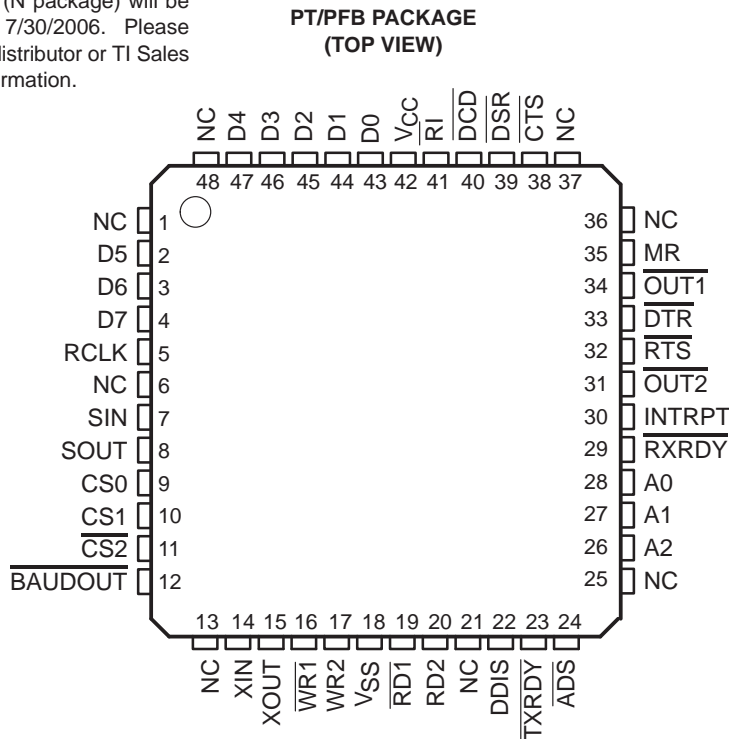 (N package) will be
7/30/2006. Please
distributor or TI Sales
rmation.
PT/PFB PACKAGE
(TOP VIEW)
NC D4 D3 D2 D1 D0 VCC RI DCD DSR CTS NC
48 47 46 45 44 43 42 41 40 39 38 37
NC 1 36 NC
D5 2 35 MR
D6 3 34 OUT1
D7 4 33 DTR
RCLK 5 32 RTS
NC 6 31 OUT2
SIN 7 30 INTRPT
SOUT 8 29 RXRDY
CS0 9 28 A0
CS1 10 27 A1
CS2 11 26 A2
BAUDOUT 12 25 NC
13 14 15 16 17 18 19 20 21 22 23 24
NC XIN XOUT WR1 WR2 VSS RD1 RD2 NC DDIS TXRDY ADS